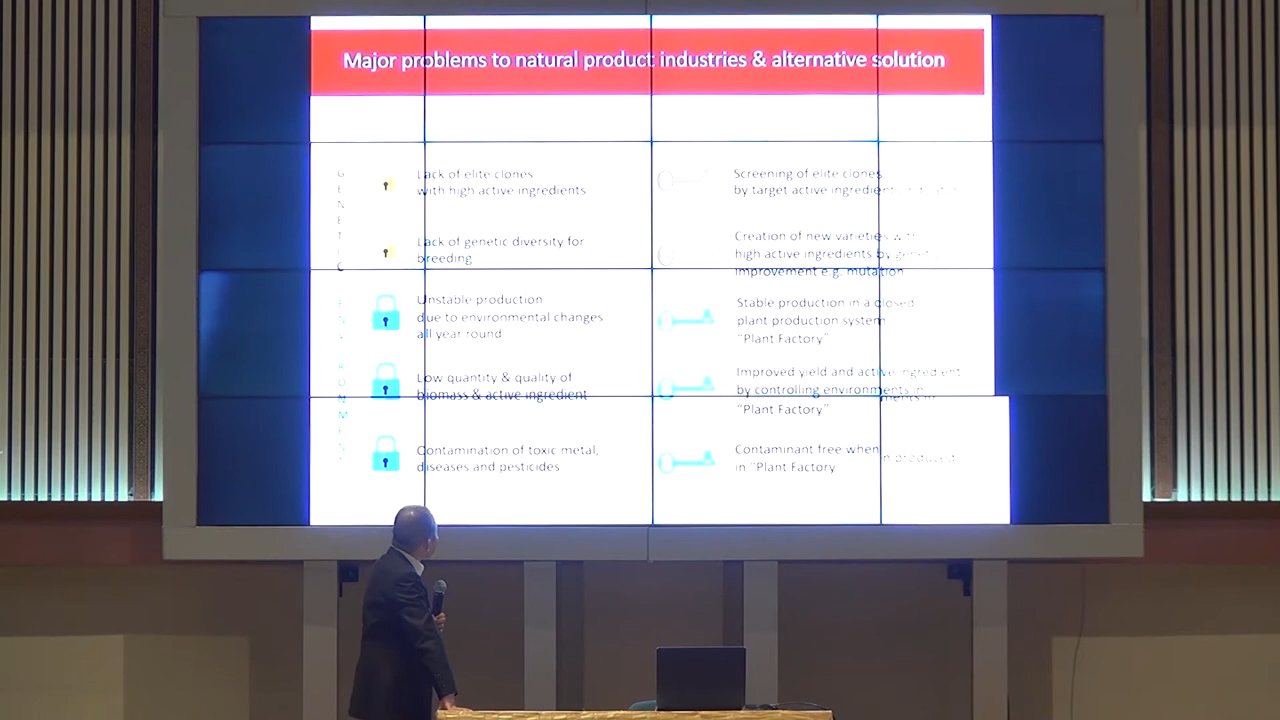 Major problems to natural product industries & alternative solution
GENETIC
Lack of elite clones
with high active ingredients
Screening of elite clones
by target active ingredient
Lack of genetic diversity for
breeding
Creation of new varieties
high active ingredients by
improvement e.g. mutation
Unstable production
due to environmental changes
all year round
Stable production in a closed
plant production system
"Plant Factory"
Low quantity & quality of
biomass & active ingredient
Improved yield and active ingredient
by controlling environments in
"Plant Factory"
Contamination of toxic metal,
diseases and pesticides
Contaminant free when
in "Plant Factory
produced